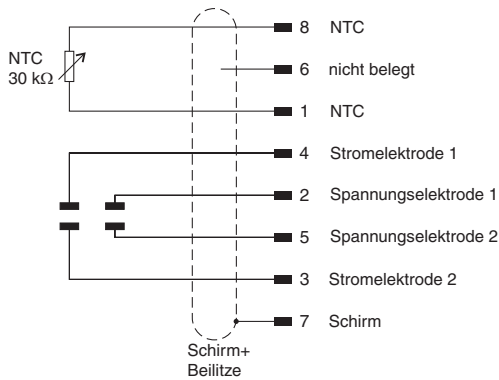 8 NTC
NTC
30 kΩ
6 nicht belegt
1 NTC
4 Stromelektrode 1
2 Spannungselektrode 1
5 Spannungselektrode 2
3 Stromelektrode 2
7 Schirm
Schirm+
Beilitze